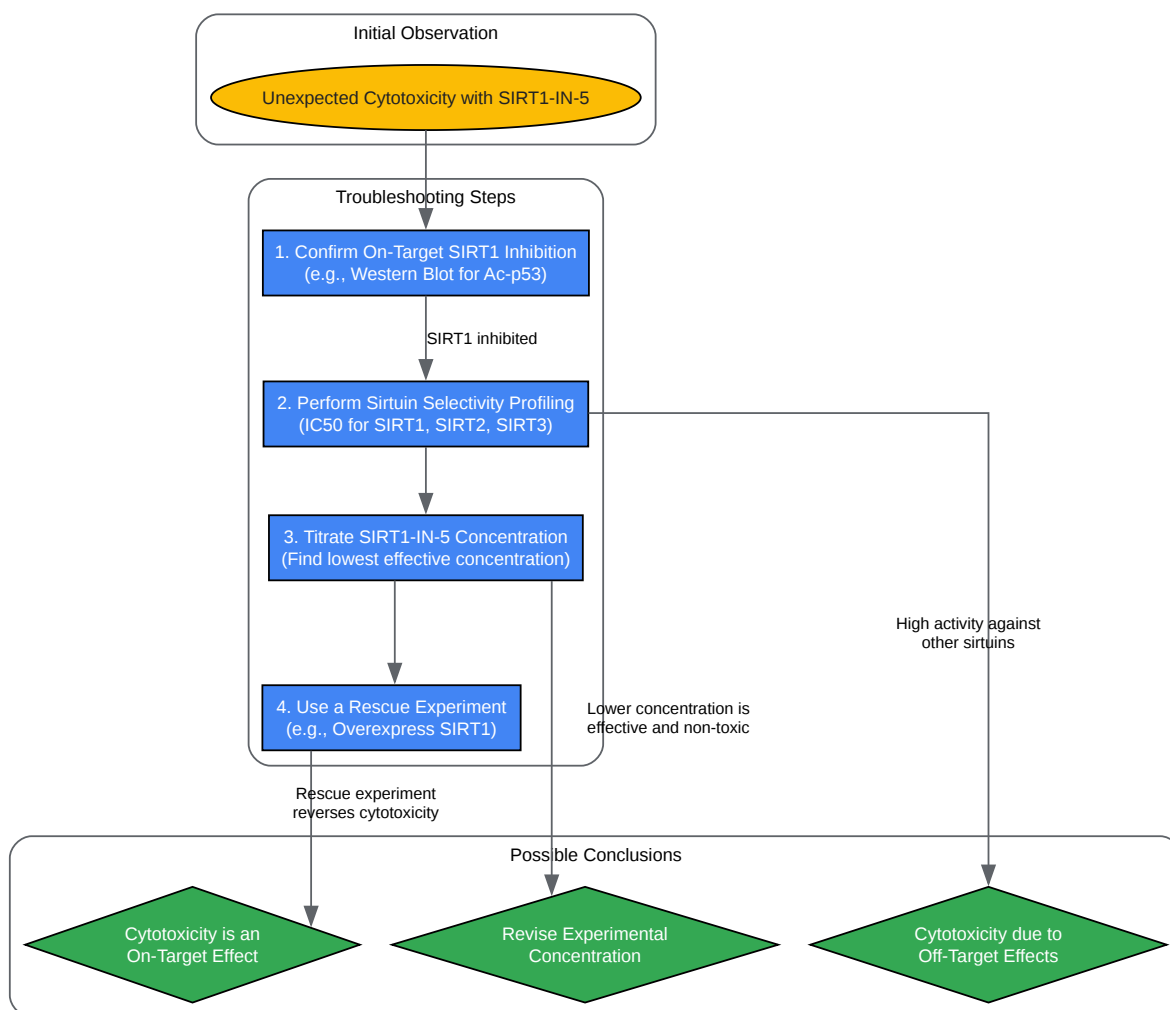 Initial Observation
Unexpected Cytotoxicity with SIRT1-IN-5
Troubleshooting Steps
1. Confirm On-Target SIRT1 Inhibition
(e.g., Western Blot for Ac-p53)
SIRT1 inhibited
2. Perform Sirtuin Selectivity Profiling
(IC50 for SIRT1, SIRT2, SIRT3)
3. Titrate SIRT1-IN-5 Concentration
(Find lowest effective concentration)
High activity against
other sirtuins
4. Use a Rescue Experiment
(e.g., Overexpress SIRT1)
Lower concentration is
effective and non-toxic
Rescue experiment
reverses cytotoxicity
Possible Conclusions
Cytotoxicity is an
On-Target Effect
Revise Experimental
Concentration
Cytotoxicity due to
Off-Target Effects